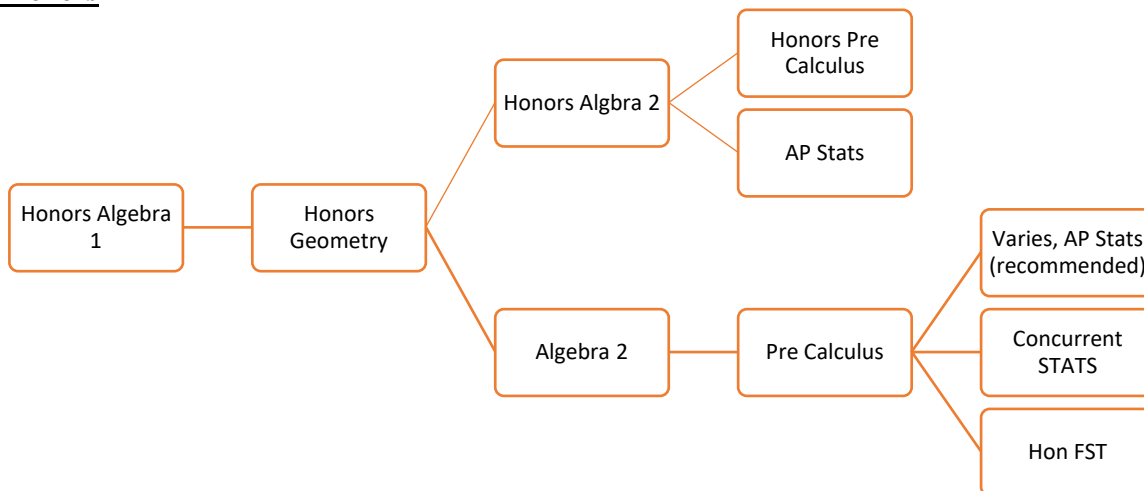 Honors Pre
Calculus
Honors Algbra 2
AP Stats
Honors Algebra
1
Honors
Geometry
Varies, AP Stats
(recommended)
Algebra 2
Pre Calculus
Concurrent
STATS
Hon FST